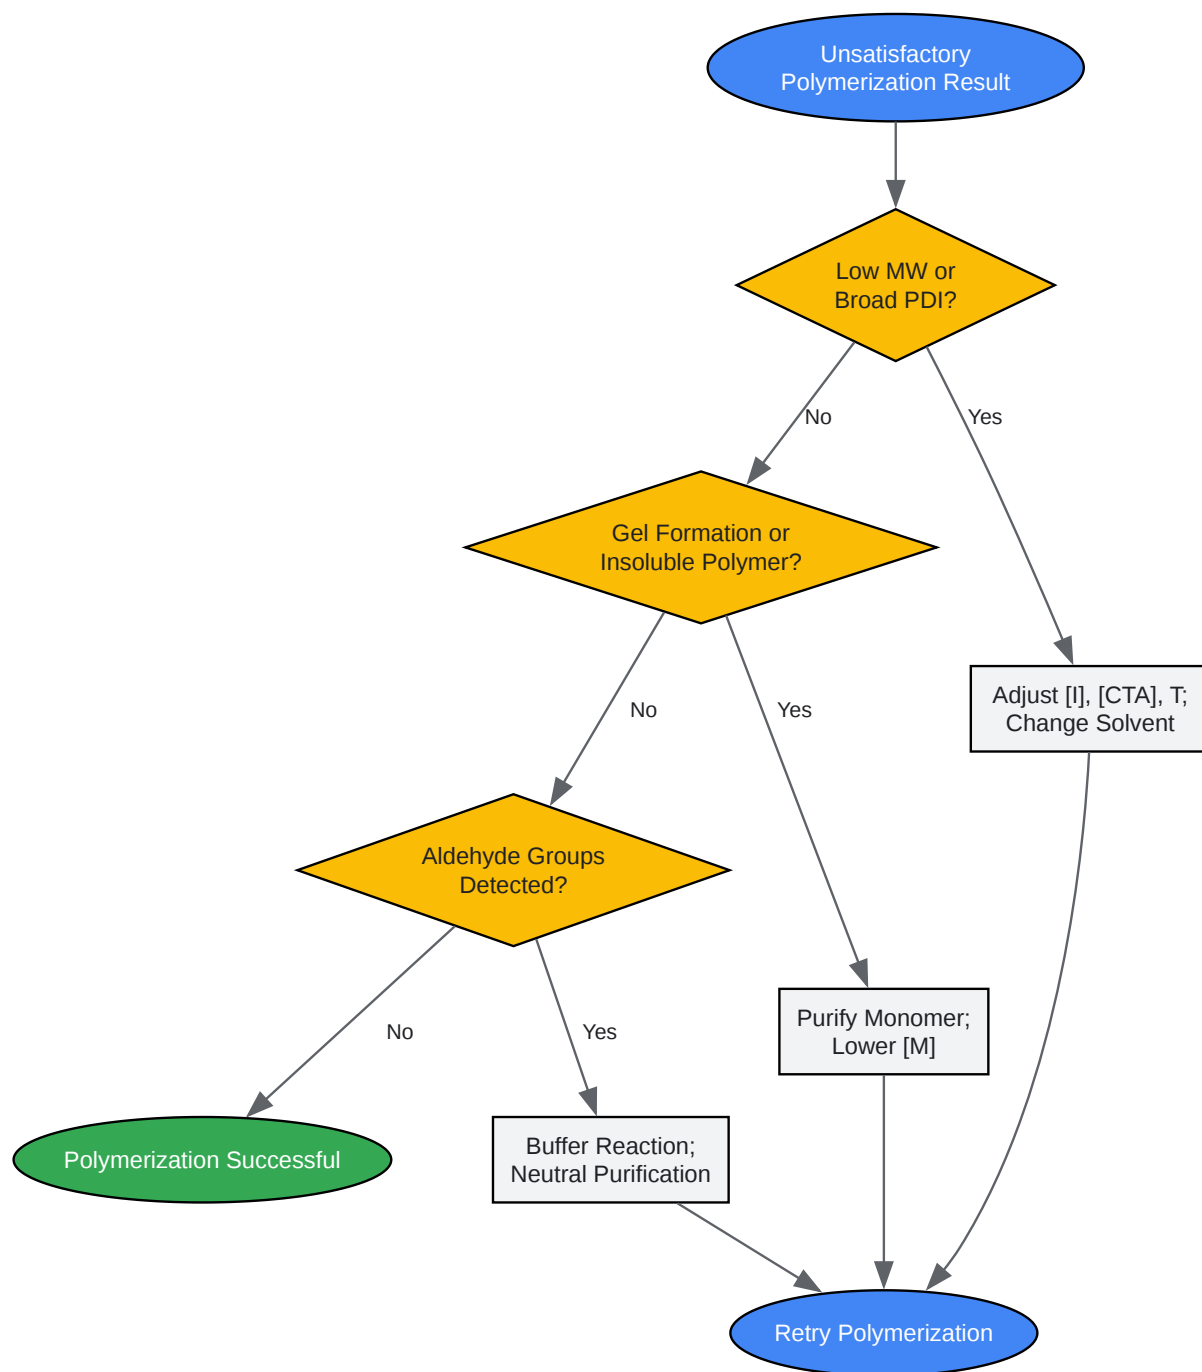 Unsatisfactory
Polymerization Result
Low MW or
Broad PDI?
No
Yes
Gel Formation or
Insoluble Polymer?
Adjust [I], [CTA], T;
Change Solvent
No
Yes
Aldehyde Groups
Detected?
Purify Monomer;
Lower [M]
No
Yes
Polymerization Successful
Buffer Reaction;
Neutral Purification
Retry Polymerization